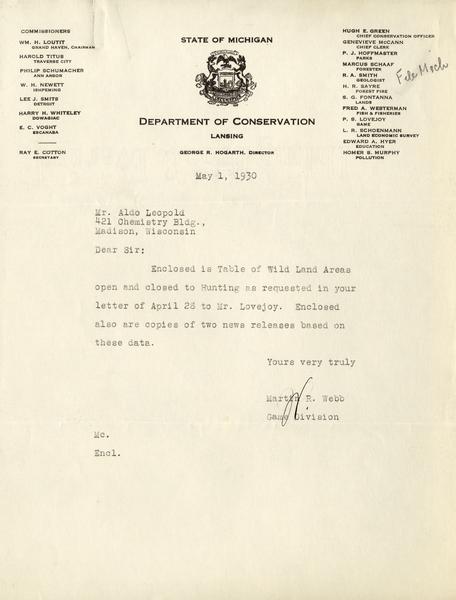 COMMISSIONERS
WM. H. LOUTIT
GRAND HAVEN, CHAIRMAN
HAROLD TITUS
TRAVERSE CITY
PHILIP SCHUMACHER
ANN ARBOR
W. H. NEWETT
ISHPEMING
LEE J. SMITS
DETROIT
HARRY H. WHITELEY
DOWAGIAC
E. C. VOGHT
ESCANABA
RAY E. COTTON
SECRETARY
STATE OF MICHIGAN
DEPARTMENT OF CONSERVATION
LANSING
GEORGE R. HOGARTH, DIRECTOR
HUGH E. GREEN
CHIEF CONSERVATION OFFICER
GENEVIEVE McCANN
CHIEF CLERK
P. J. HOFFMASTER
PARKS
MARCUS SCHAAF
FORESTER
R. A. SMITH
GEOLOGIST
H. R. SAYRE
FOREST FIRE
S. G. FONTANNA
LANDS
FRED A. WESTERMAN
FISH & FISHERIES
P. S. LOVEJOY
GAME
L. R. SCHOENMANN
LAND ECONOMIC SURVEY
EDWARD A. HYER
EDUCATION
HOMER S. MURPHY
POLLUTION
File Mich
May 1, 1930
Mr. Aldo Leopold
421 Chemistry Bldg.,
Madison, Wisconsin
Dear Sir:
Enclosed is Table of Wild Land Areas
open and closed to Hunting as requested in your
letter of April 28 to Mr. Lovejoy. Enclosed
also are copies of two news releases based on
these data.
Yours very truly
Martin R. Webb
Game Division
Mc.
Encl.